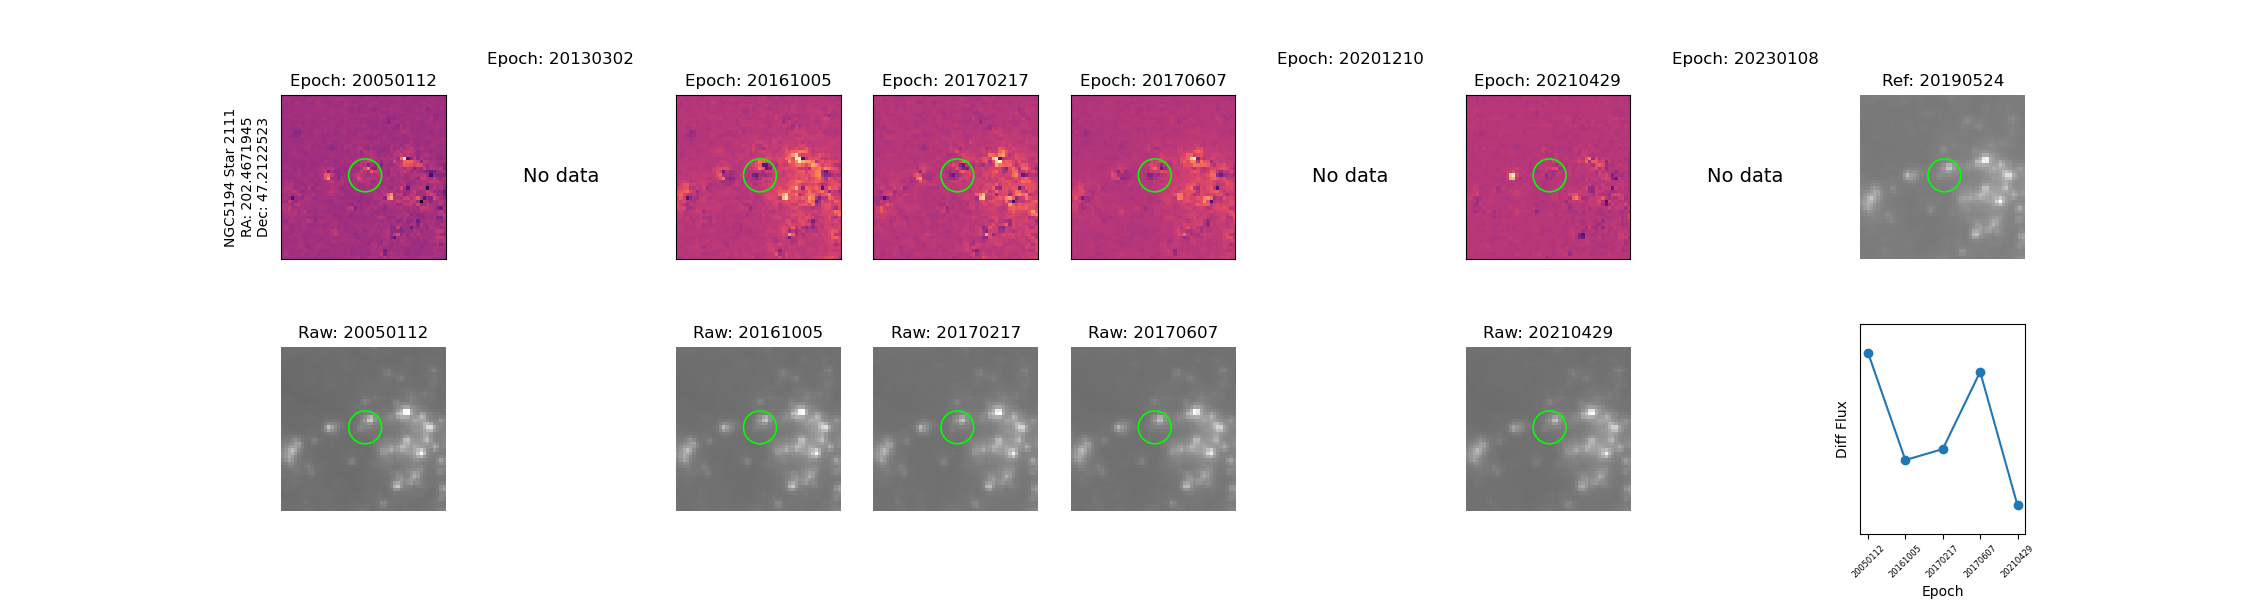 Epoch: 20130302
Epoch: 20201210
Epoch: 20230108
Epoch: 20050112
Epoch: 20161005
Epoch: 20170217
Epoch: 20170607
Epoch: 20210429
Ref: 20190524
NGC5194 Star 2111
RA: 202.4671945
Dec: 47.2122523
No data
No data
No data
Raw: 20050112
Raw: 20161005
Raw: 20170217
Raw: 20170607
Raw: 20210429
Diff Flux
20050112
20161005
20170217
20170607
20210429
Epoch